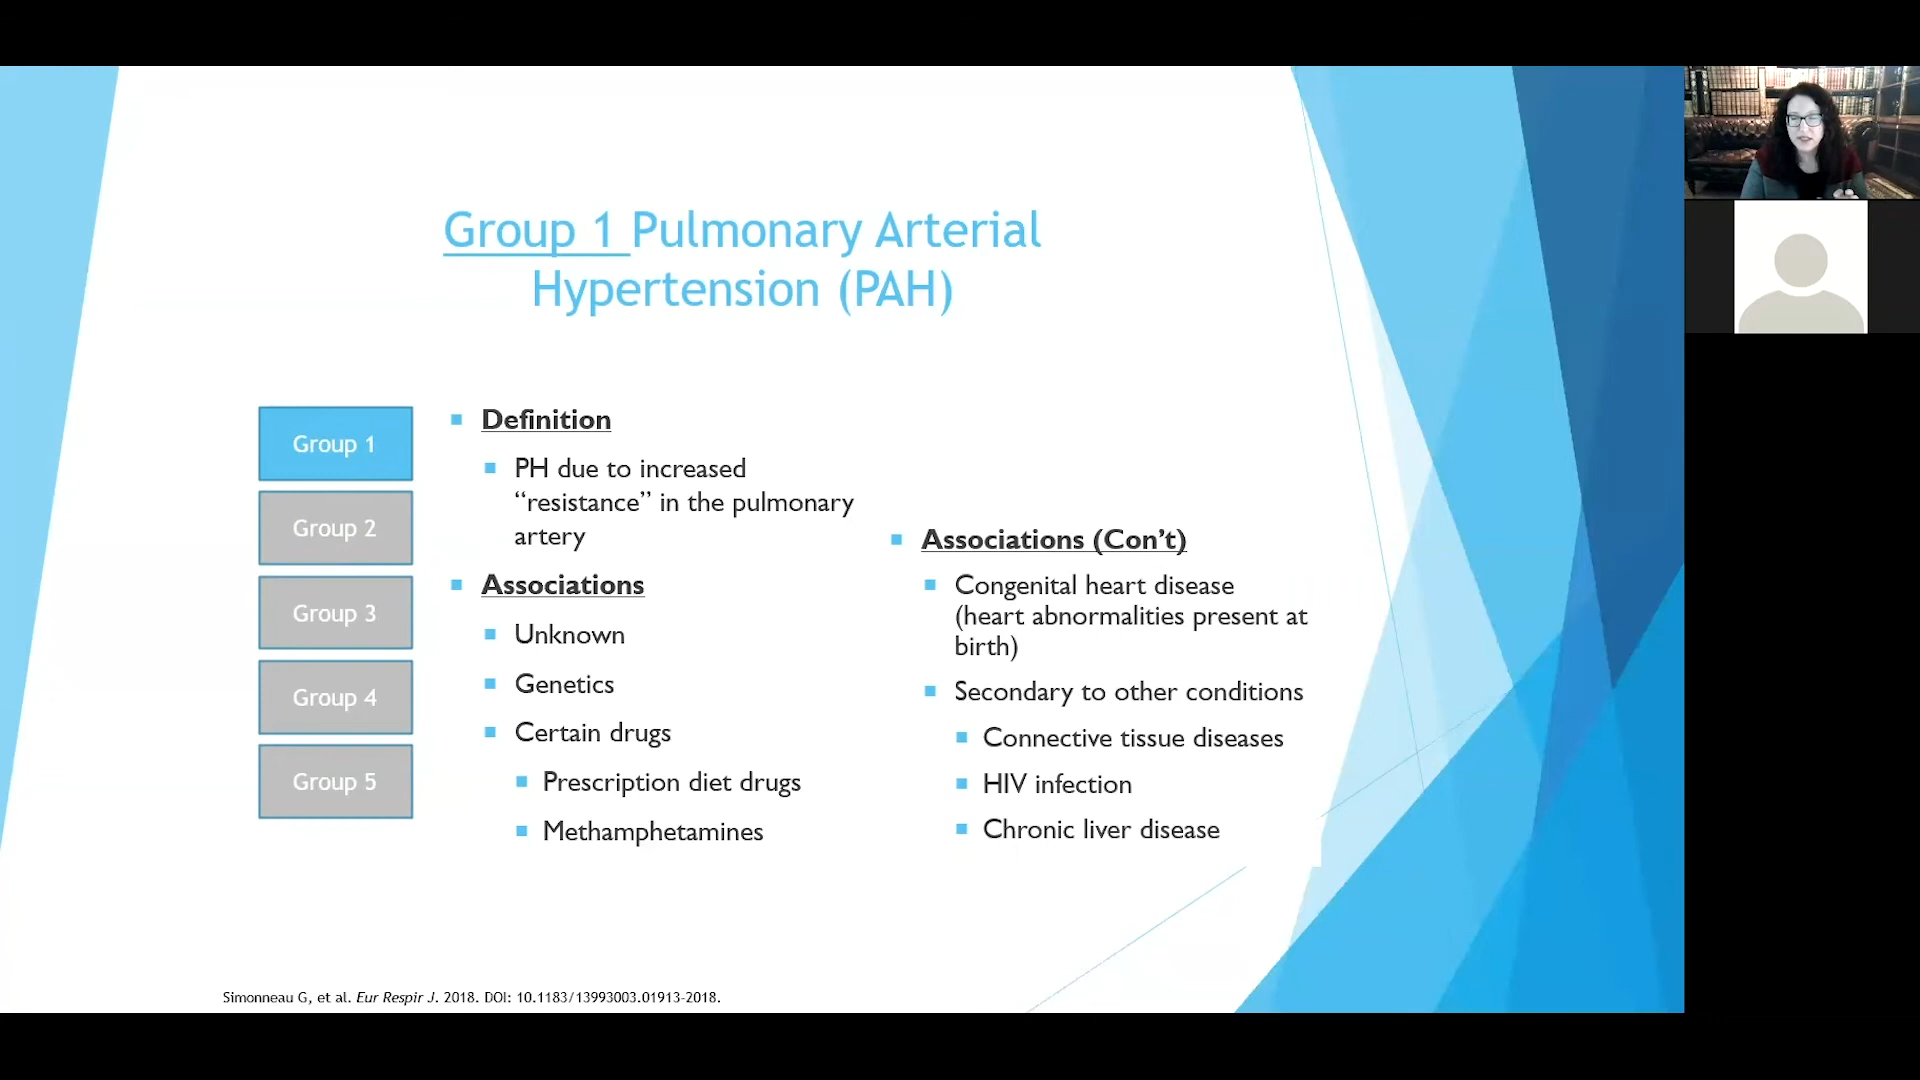 Group 1 Pulmonary Arterial
Hypertension (PAH)
Group 1
Group 2
Group 3
Group 4
Group 5
Definition
PH due to increased
“resistance” in the pulmonary
artery
Associations
Unknown
Genetics
Certain drugs
Prescription diet drugs
Methamphetamines
Associations (Con’t)
Congenital heart disease
(heart abnormalities present at
birth)
Secondary to other conditions
Connective tissue diseases
HIV infection
Chronic liver disease
Simonneau G, et al. Eur Respir J. 2018. DOI: 10.1183/13993003.01913-2018.